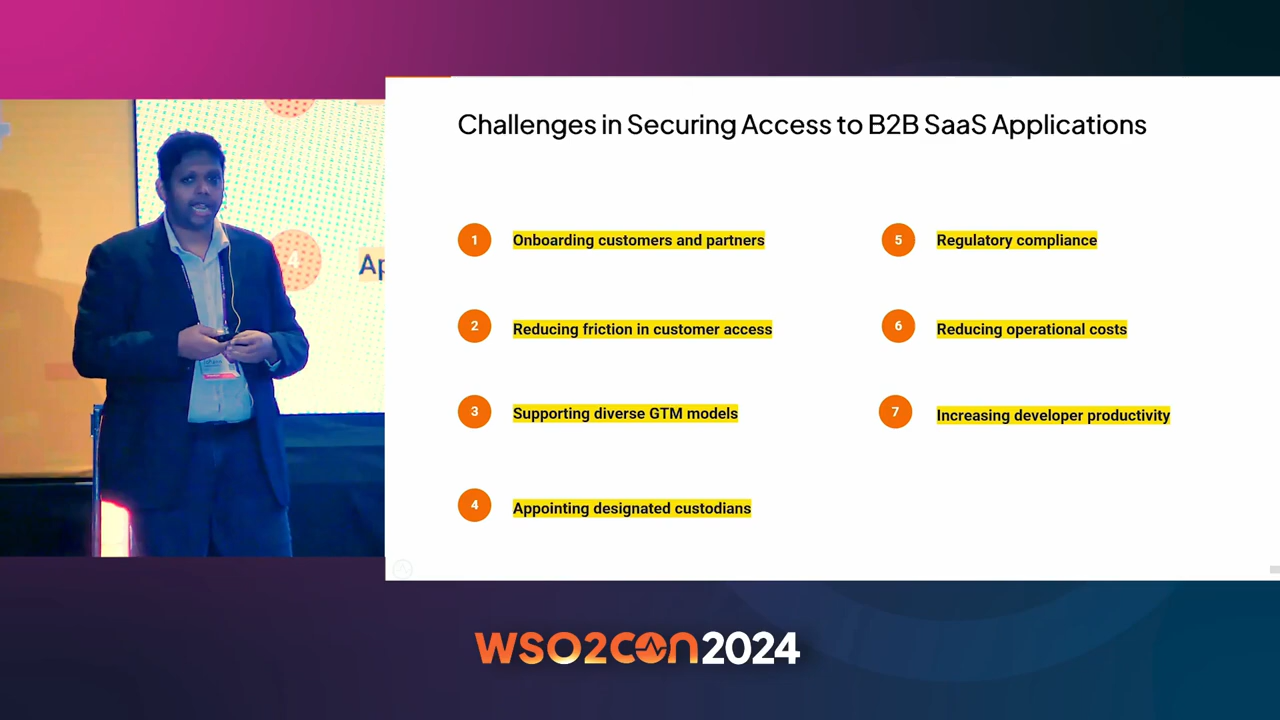 Challenges in Securing Access to B2B SaaS Applications
1 Onboarding customers and partners
2 Reducing friction in customer access
3 Supporting diverse GTM models
4 Appointing designated custodians
5 Regulatory compliance
6 Reducing operational costs
7 Increasing developer productivity
4
Ap
WSO2CON2024